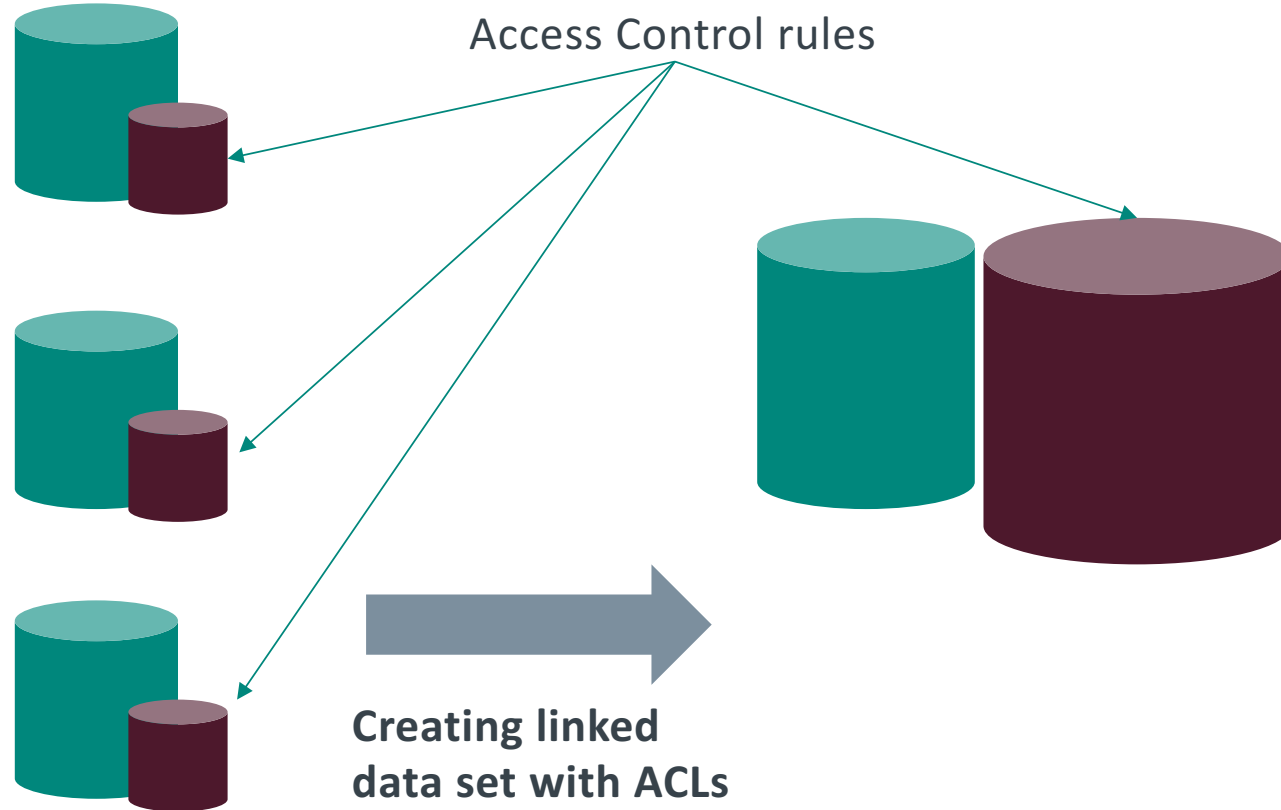 Access Control rules
Creating linked
data set with ACLs